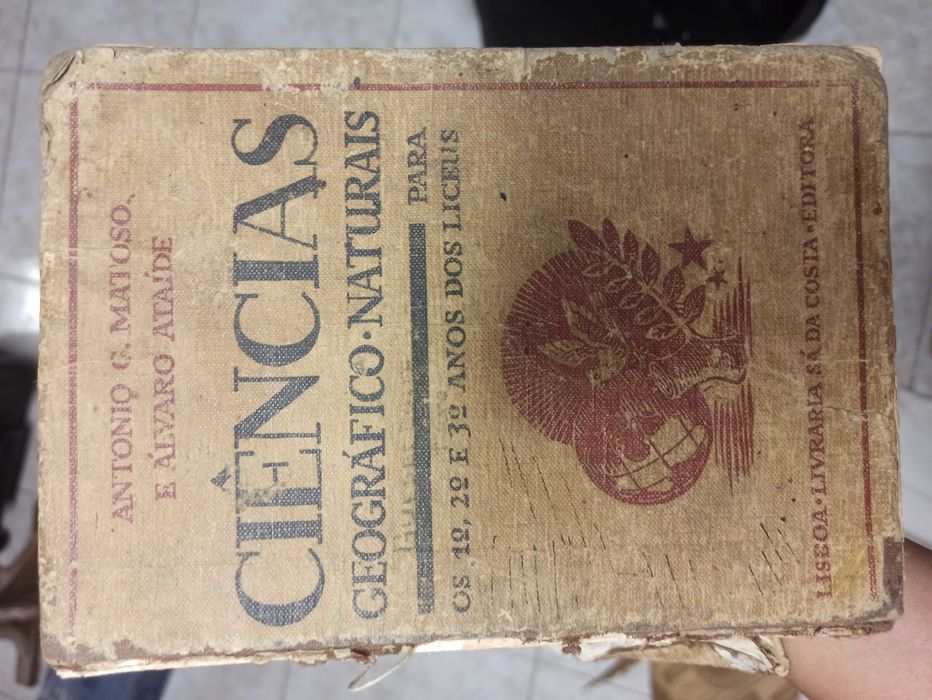 ANTONIO G. MATOSO
E ÁLVARO ATAÍDE
CIÊNCIAS
GEOGRÁFICO·NATURAIS
PARA
OS 1º, 2º E 3º ANOS DOS LICEUS
LISBOA·LIVRARIA SÁ DA COSTA·EDITORA